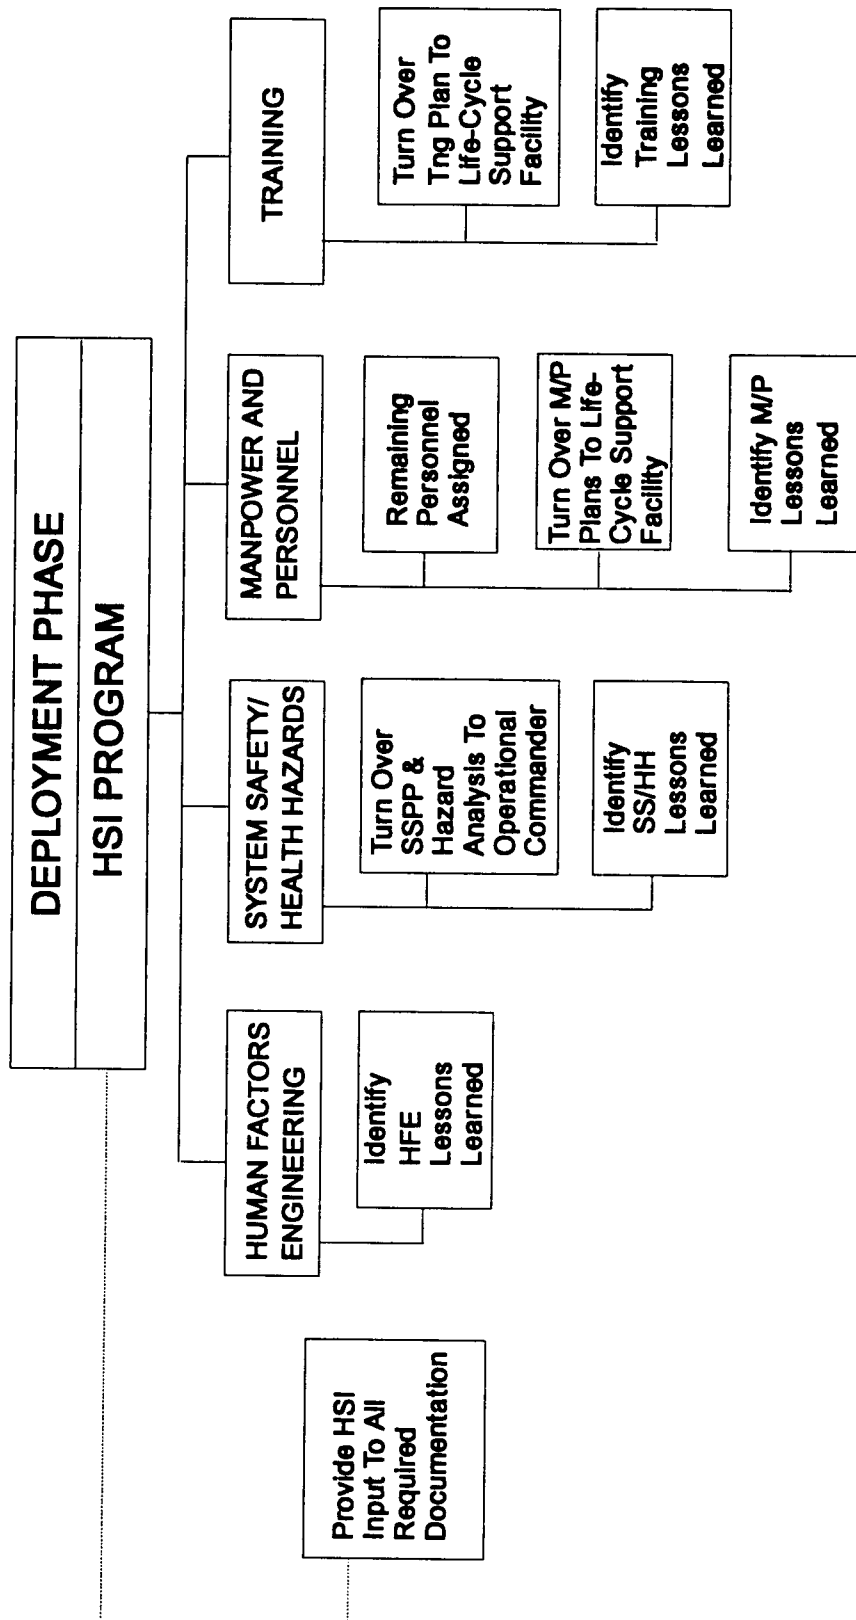 DEPLOYMENT PHASE
HSI PROGRAM
Provide HSI
Input To All
Required
Documentation
HUMAN FACTORS
ENGINEERING
Identify
HFE
Lessons
Learned
SYSTEM SAFETY/
HEALTH HAZARDS
Turn Over
SSPP &
Hazard
Analysis To
Operational
Commander
Identify
SS/HH
Lessons
Learned
MANPOWER AND
PERSONNEL
Remaining
Personnel
Assigned
Turn Over M/P
Plans To Life-
Cycle Support
Facility
Identify M/P
Lessons
Learned
TRAINING
Turn Over
Tng Plan To
Life-Cycle
Support
Facility
Identify
Training
Lessons
Learned